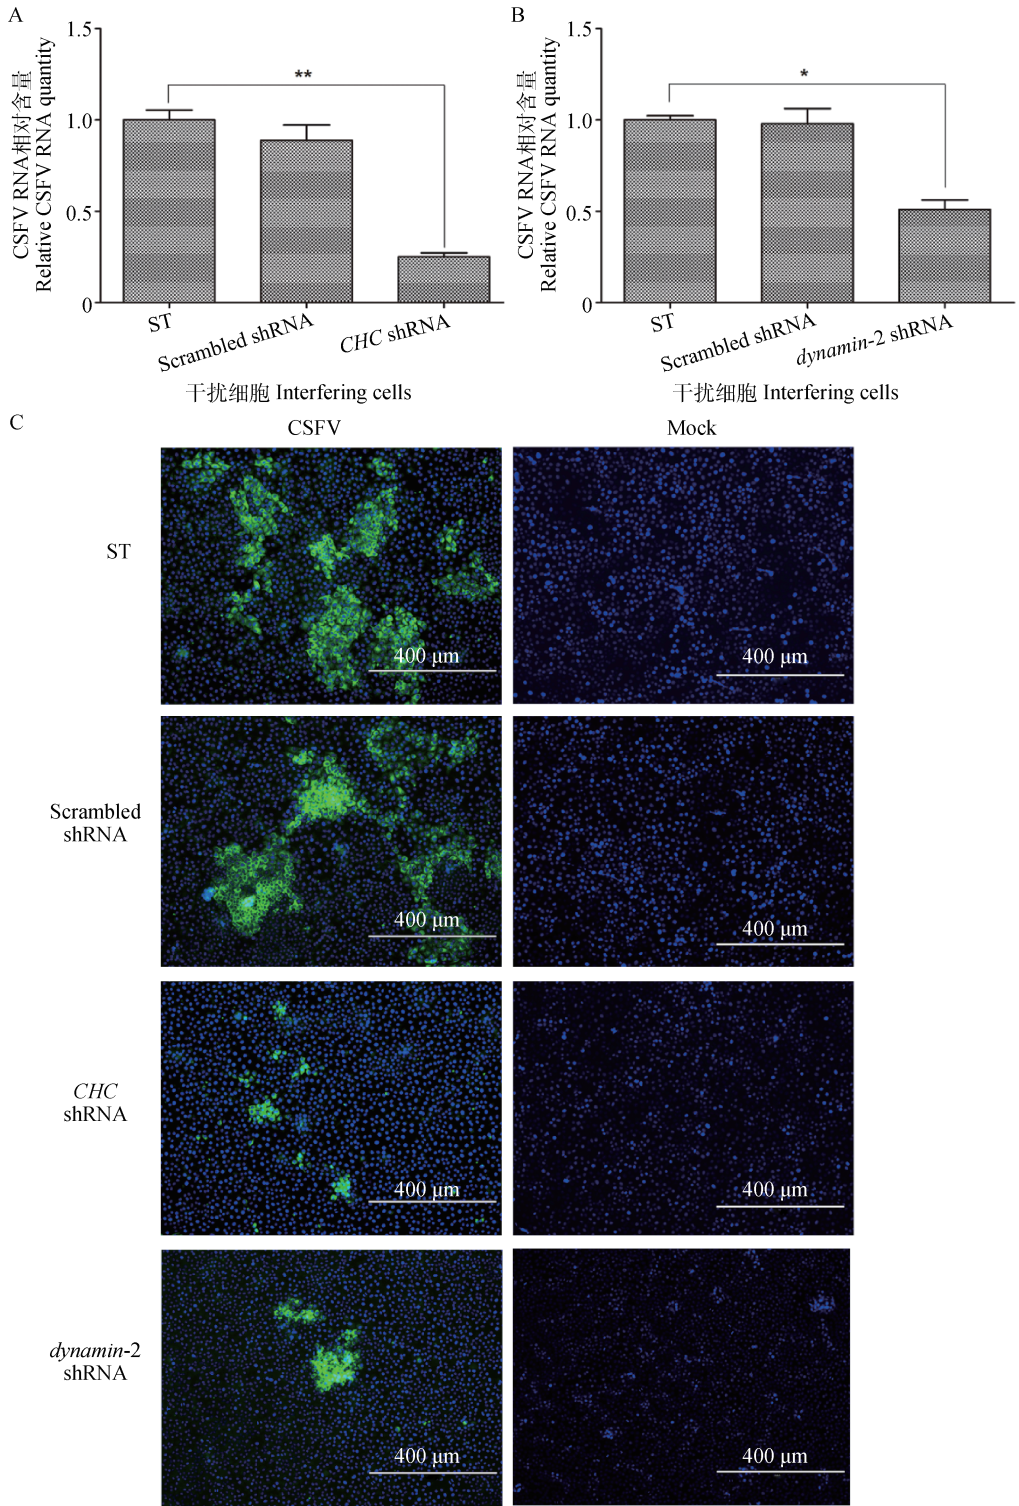 A
CSFV RNA相对含量
Relative CSFV RNA quantity
1.5
1.0
0.5
0
**
ST
Scrambled shRNA
CHC shRNA
干扰细胞 Interfering cells
B
CSFV RNA相对含量
Relative CSFV RNA quantity
1.5
1.0
0.5
0
*
ST
Scrambled shRNA
dynamin-2 shRNA
干扰细胞 Interfering cells
C
CSFV
Mock
ST
400 μm
400 μm
Scrambled
shRNA
400 μm
400 μm
CHC
shRNA
400 μm
400 μm
dynamin-2
shRNA
400 μm
400 μm